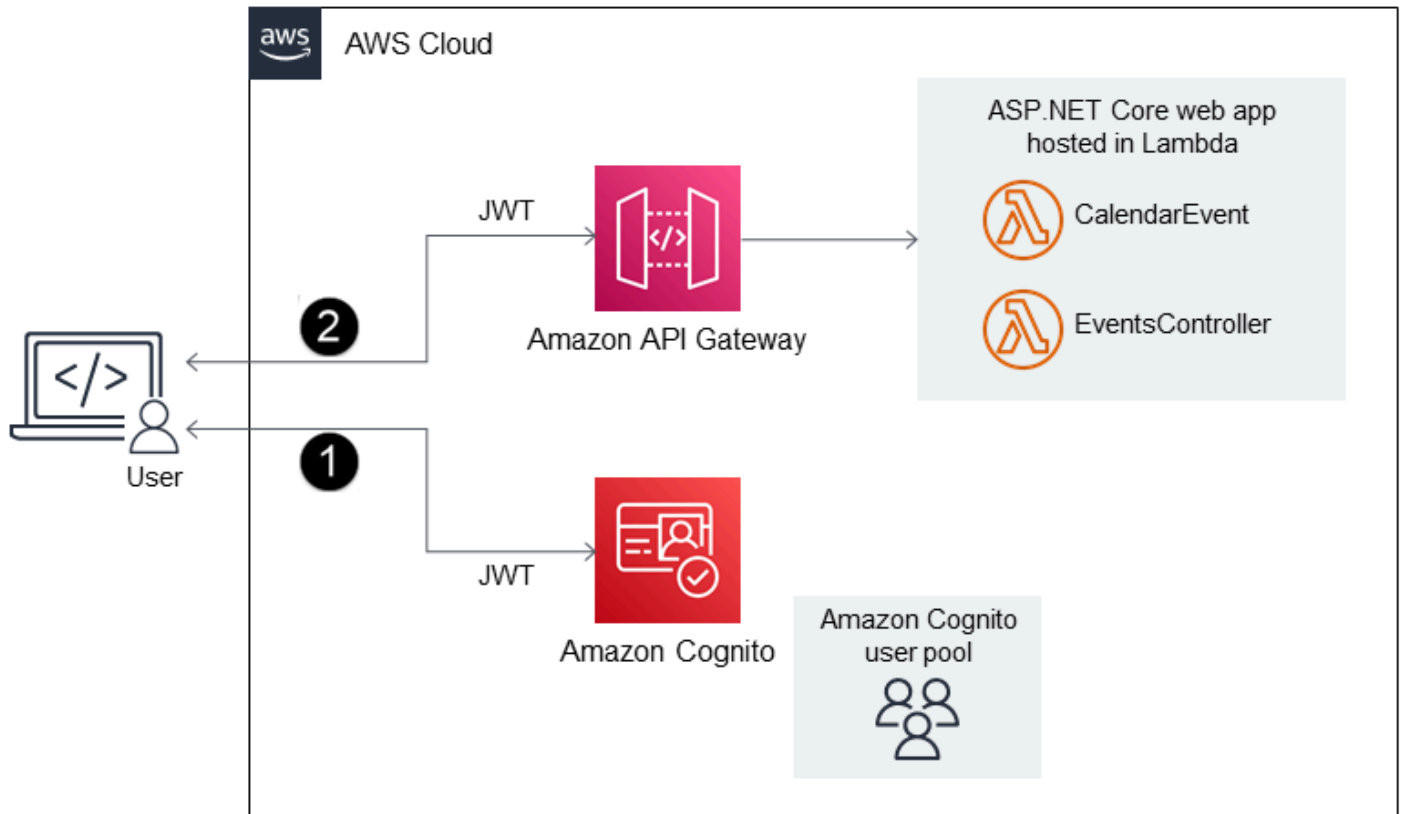 aws
AWS Cloud
ASP.NET Core web app
hosted in Lambda
CalendarEvent
EventsController
JWT
</>
Amazon API Gateway
2
</>
User
1
JWT
Amazon Cognito
Amazon Cognito
user pool